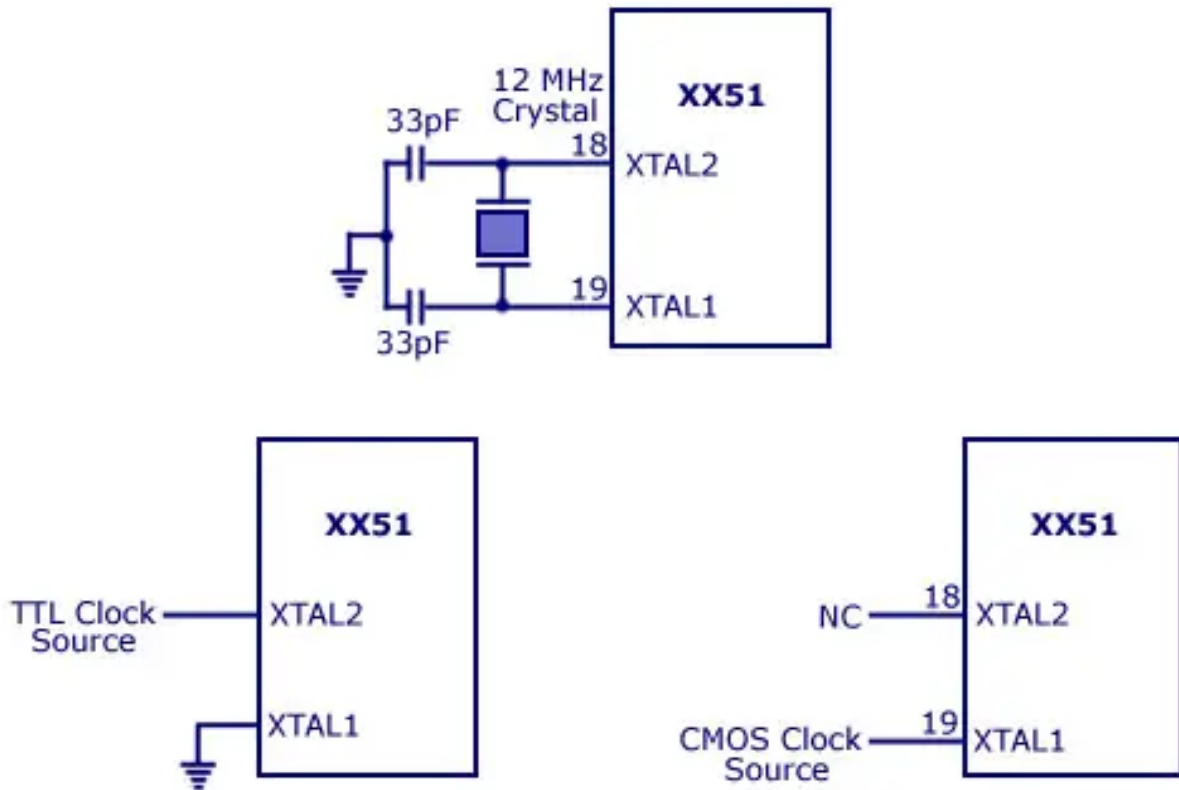 12 MHz
Crystal
XX51
33pF
18
XTAL2
19
XTAL1
33pF
XX51
TTL Clock
Source
XTAL2
XTAL1
XX51
NC
18
XTAL2
CMOS Clock
Source
19
XTAL1